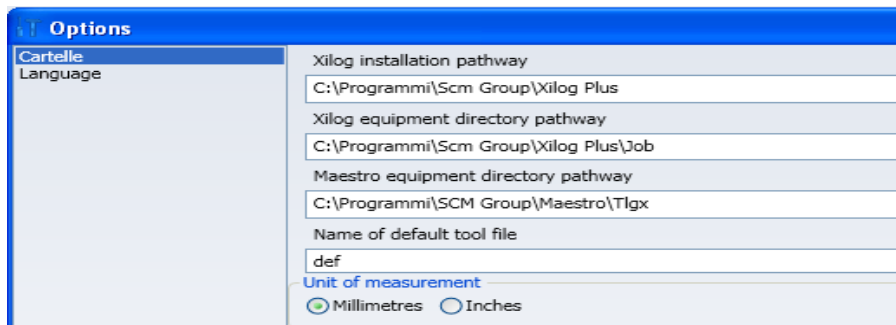 Options
Cartelle
Language
Xilog installation pathway
C:\Programmi\Scm Group\Xilog Plus
Xilog equipment directory pathway
C:\Programmi\Scm Group\Xilog Plus\Job
Maestro equipment directory pathway
C:\Programmi\SCM Group\Maestro\Tlgx
Name of default tool file
def
Unit of measurement
Millimetres Inches